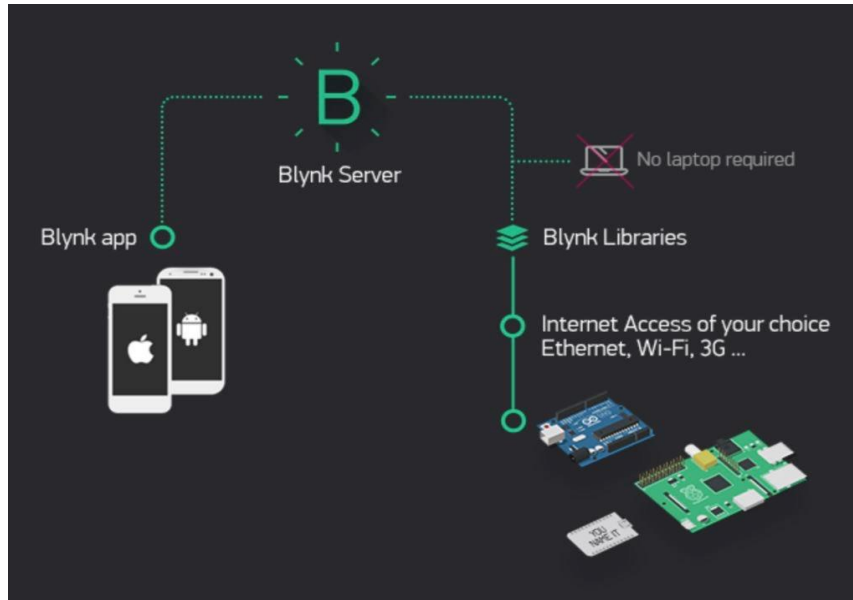 B
Blynk Server
No laptop required
Blynk app
Blynk Libraries
Internet Access of your choice
Ethernet, Wi-Fi, 3G ...
YOU
NAME IT